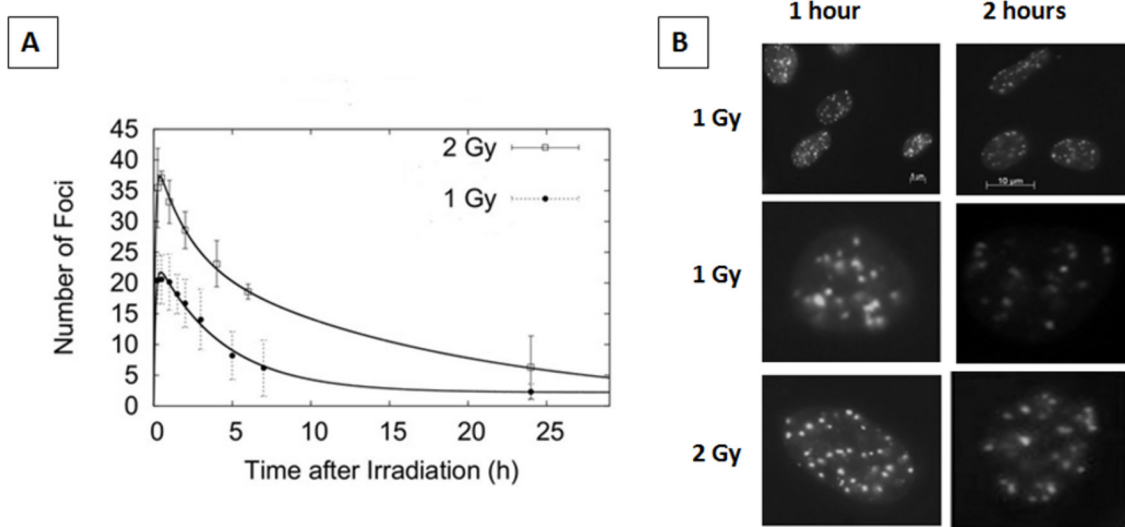 A
45
40
35
30
25
20
15
10
5
0
Number of Foci
2 Gy
1 Gy
0 5 10 15 20 25
Time after Irradiation (h)
B
1 hour 2 hours
1 Gy
10 μm
1 Gy
2 Gy